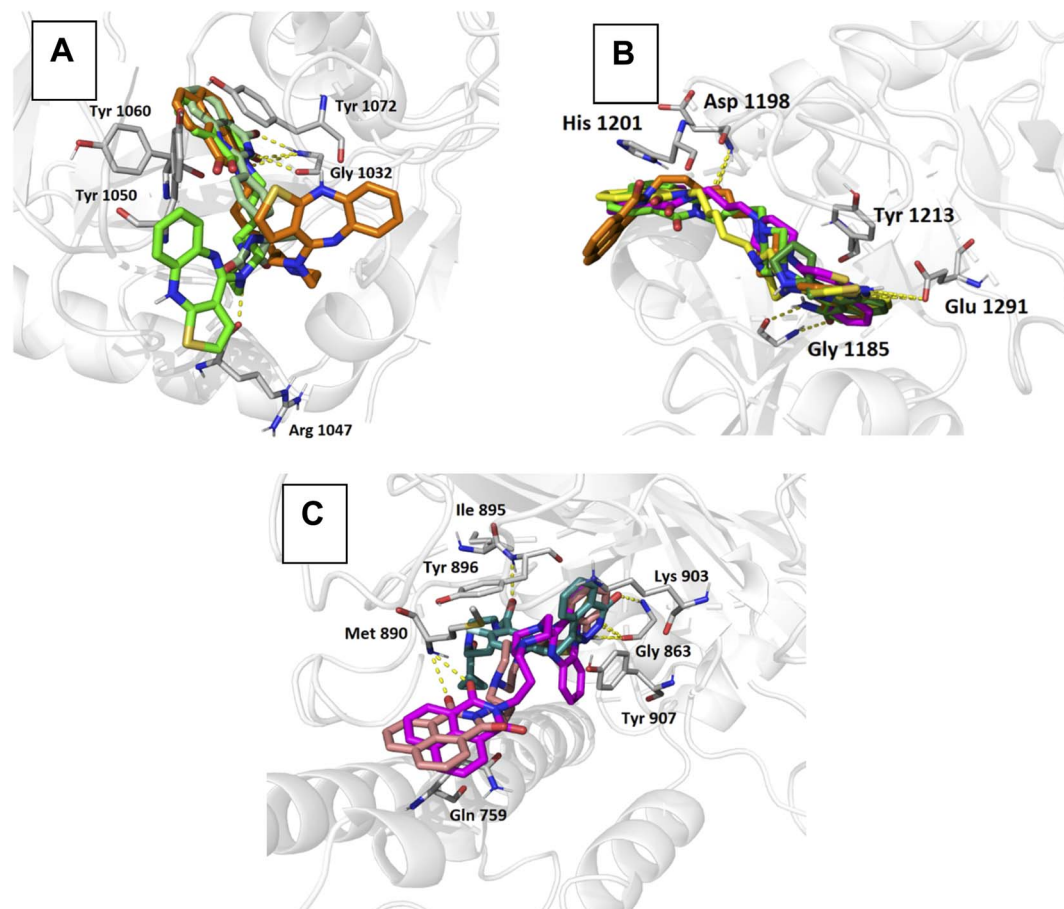 A
Tyr 1060
Tyr 1072
Gly 1032
Tyr 1050
Arg 1047
B
Asp 1198
His 1201
Tyr 1213
Glu 1291
Gly 1185
C
Ile 895
Tyr 896
Lys 903
Met 890
Gly 863
Tyr 907
Gln 759